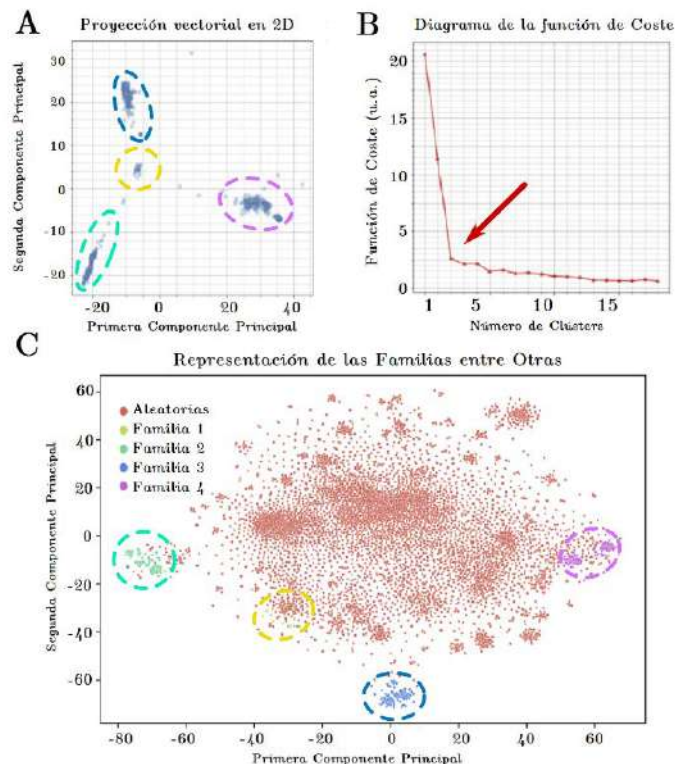 A
Proyección vectorial en 2D
Segunda Componente Principal
30
20
10
0
-10
-20
-20
0
20
40
Primera Componente Principal
B
Diagrama de la función de Coste
Función de Coste (u.a.)
20
15
10
5
0
1
5
10
15
Número de Clústers
C
Representación de las Familias entre Otras
Segunda Componente Principal
60
40
20
0
-20
-40
-60
Aleatorias
Familia 1
Familia 2
Familia 3
Familia 4
-80
-60
-40
-20
0
20
40
60
Primera Componente Principal